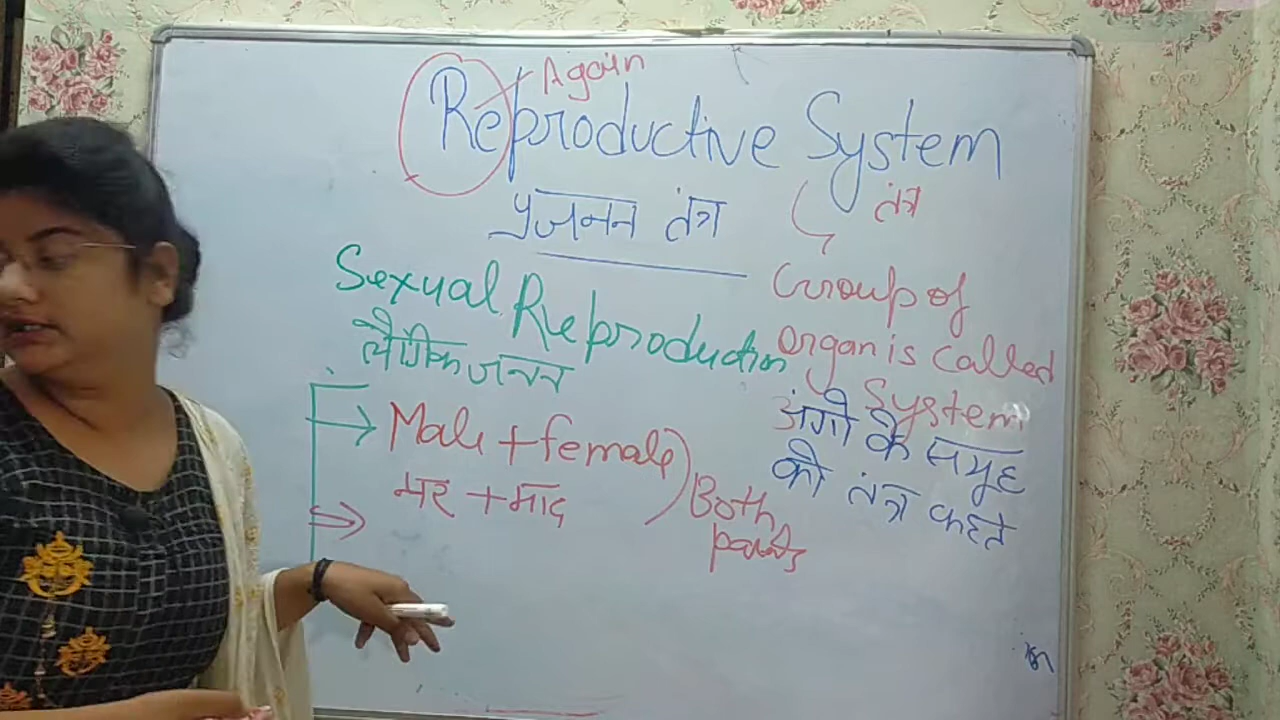 Again
Reproductive System
प्रजनन तंत्र
तंत्र
Sexual Reproduction
लैंगिक जनन
Group of
organ is called
System
अंगो के समूह
को तंत्र कहते
Male + female
नर + मादा
Both